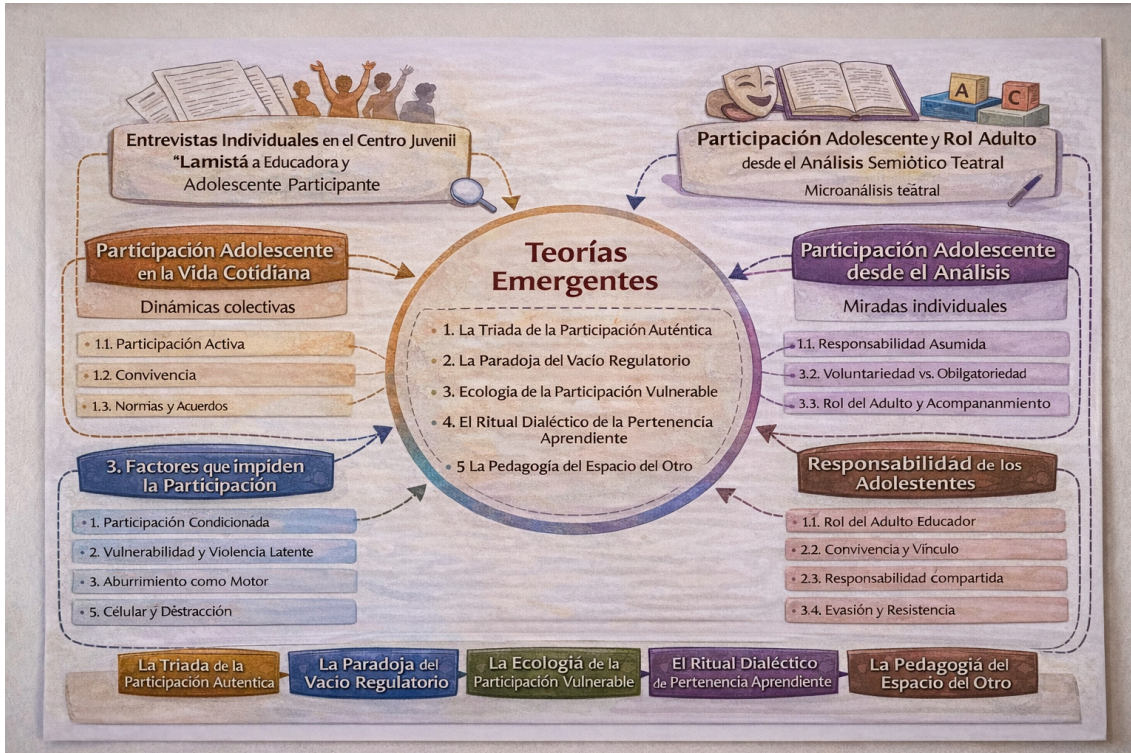 Entrevistas Individuales en el Centro Juvenil
"Lamistá a Educadora y
Adolescente Participante
Participación Adolescente y Rol Adulto
desde el Análisis Semiótico Teatral
Microanálisis teátral
A
C
Participación Adolescente
en la Vida Cotidiana
Dinámicas colectivas
1.1. Participación Activa
1.2. Convivencia
1.3. Normas y Acuerdos
3. Factores que impiden
la Participación
1. Participación Condicionada
2. Vulnerabilidad y Violencia Latente
3. Aburrimiento como Motor
5. Célular y Déstracción
Teorías
Emergentes
1. La Triada de la Participación Auténtica
2. La Paradoja del Vacío Regulatorio
3. Ecologia de la Participación Vulnerable
4. El Ritual Dialéctico de la Pertenencía
Aprendiente
5 La Pedagogía del Espacio del Otro
Participación Adolescente
desde el Análisis
Miradas individuales
1.1. Responsabilidad Asumida
3.2. Voluntariedad vs. Obilgatoriedad
3.3. Rol del Adulto y Acompananmiento
Responsabilidad de los
Adolestentes
1.1. Rol del Adulto Educador
2.2. Convivencia y Vínculo
2.3. Responsabilidad compartida
3.4. Evasión y Resistencia
La Triada de la
Participación Autentica
La Paradoja del
Vacio Regulatorio
La Ecologiá de la
Participación Vulnerable
El Ritual Dialéctico
de Pertenencia Aprendiente
La Pedagogiá del
Espacio del Otro